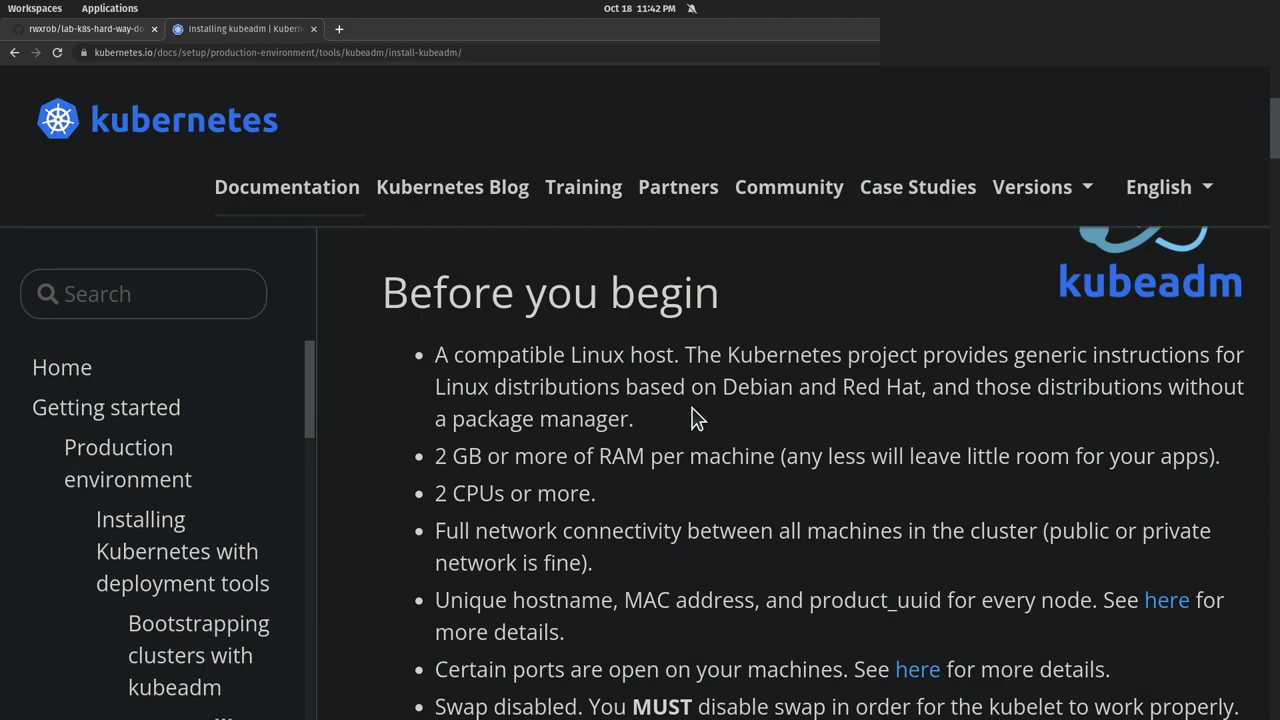 Workspaces Applications Oct 18 11:42 PM
rwxrob/lab-k8s-hard-way-do Installing kubeadm | Kubern
kubernetes.io/docs/setup/production-environment/tools/kubeadm/install-kubeadm/
kubernetes
Documentation Kubernetes Blog Training Partners Community Case Studies Versions English
Search
Home
Getting started
Production
environment
Installing
Kubernetes with
deployment tools
Bootstrapping
clusters with
kubeadm
kubeadm
Before you begin
• A compatible Linux host. The Kubernetes project provides generic instructions for
Linux distributions based on Debian and Red Hat, and those distributions without
a package manager.
• 2 GB or more of RAM per machine (any less will leave little room for your apps).
• 2 CPUs or more.
• Full network connectivity between all machines in the cluster (public or private
network is fine).
• Unique hostname, MAC address, and product_uuid for every node. See here for
more details.
• Certain ports are open on your machines. See here for more details.
• Swap disabled. You MUST disable swap in order for the kubelet to work properly.